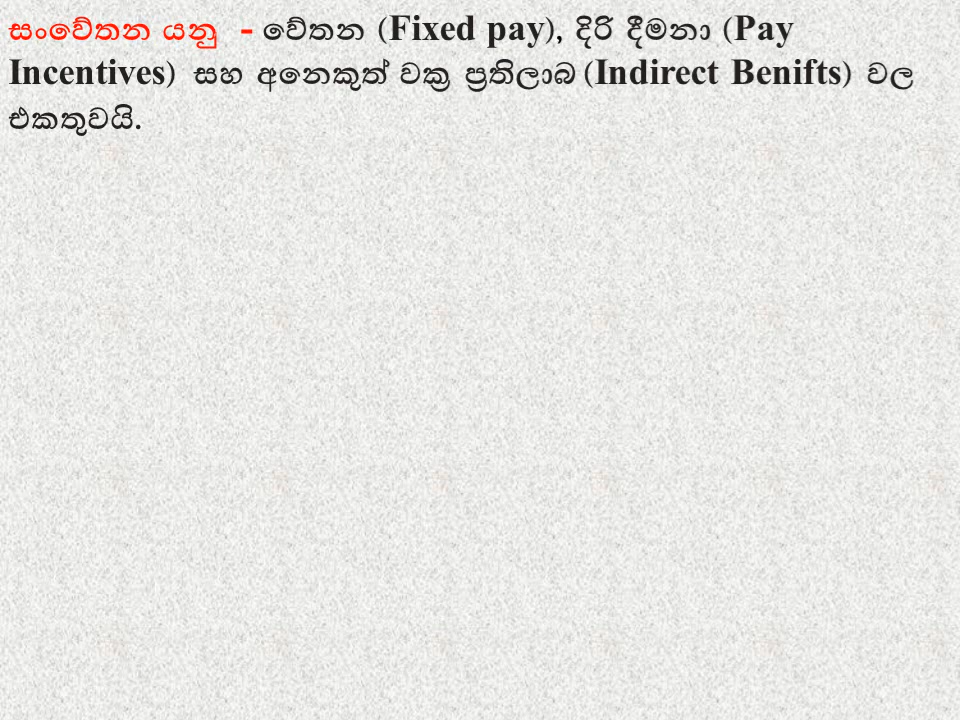 සංවේතන යනු - වේතන (Fixed pay), දිරි දීමනා (Pay
Incentives) සහ අනෙකුත් වක්‍ර ප්‍රතිලාබ (Indirect Benifts) වල
එකතුවයි.